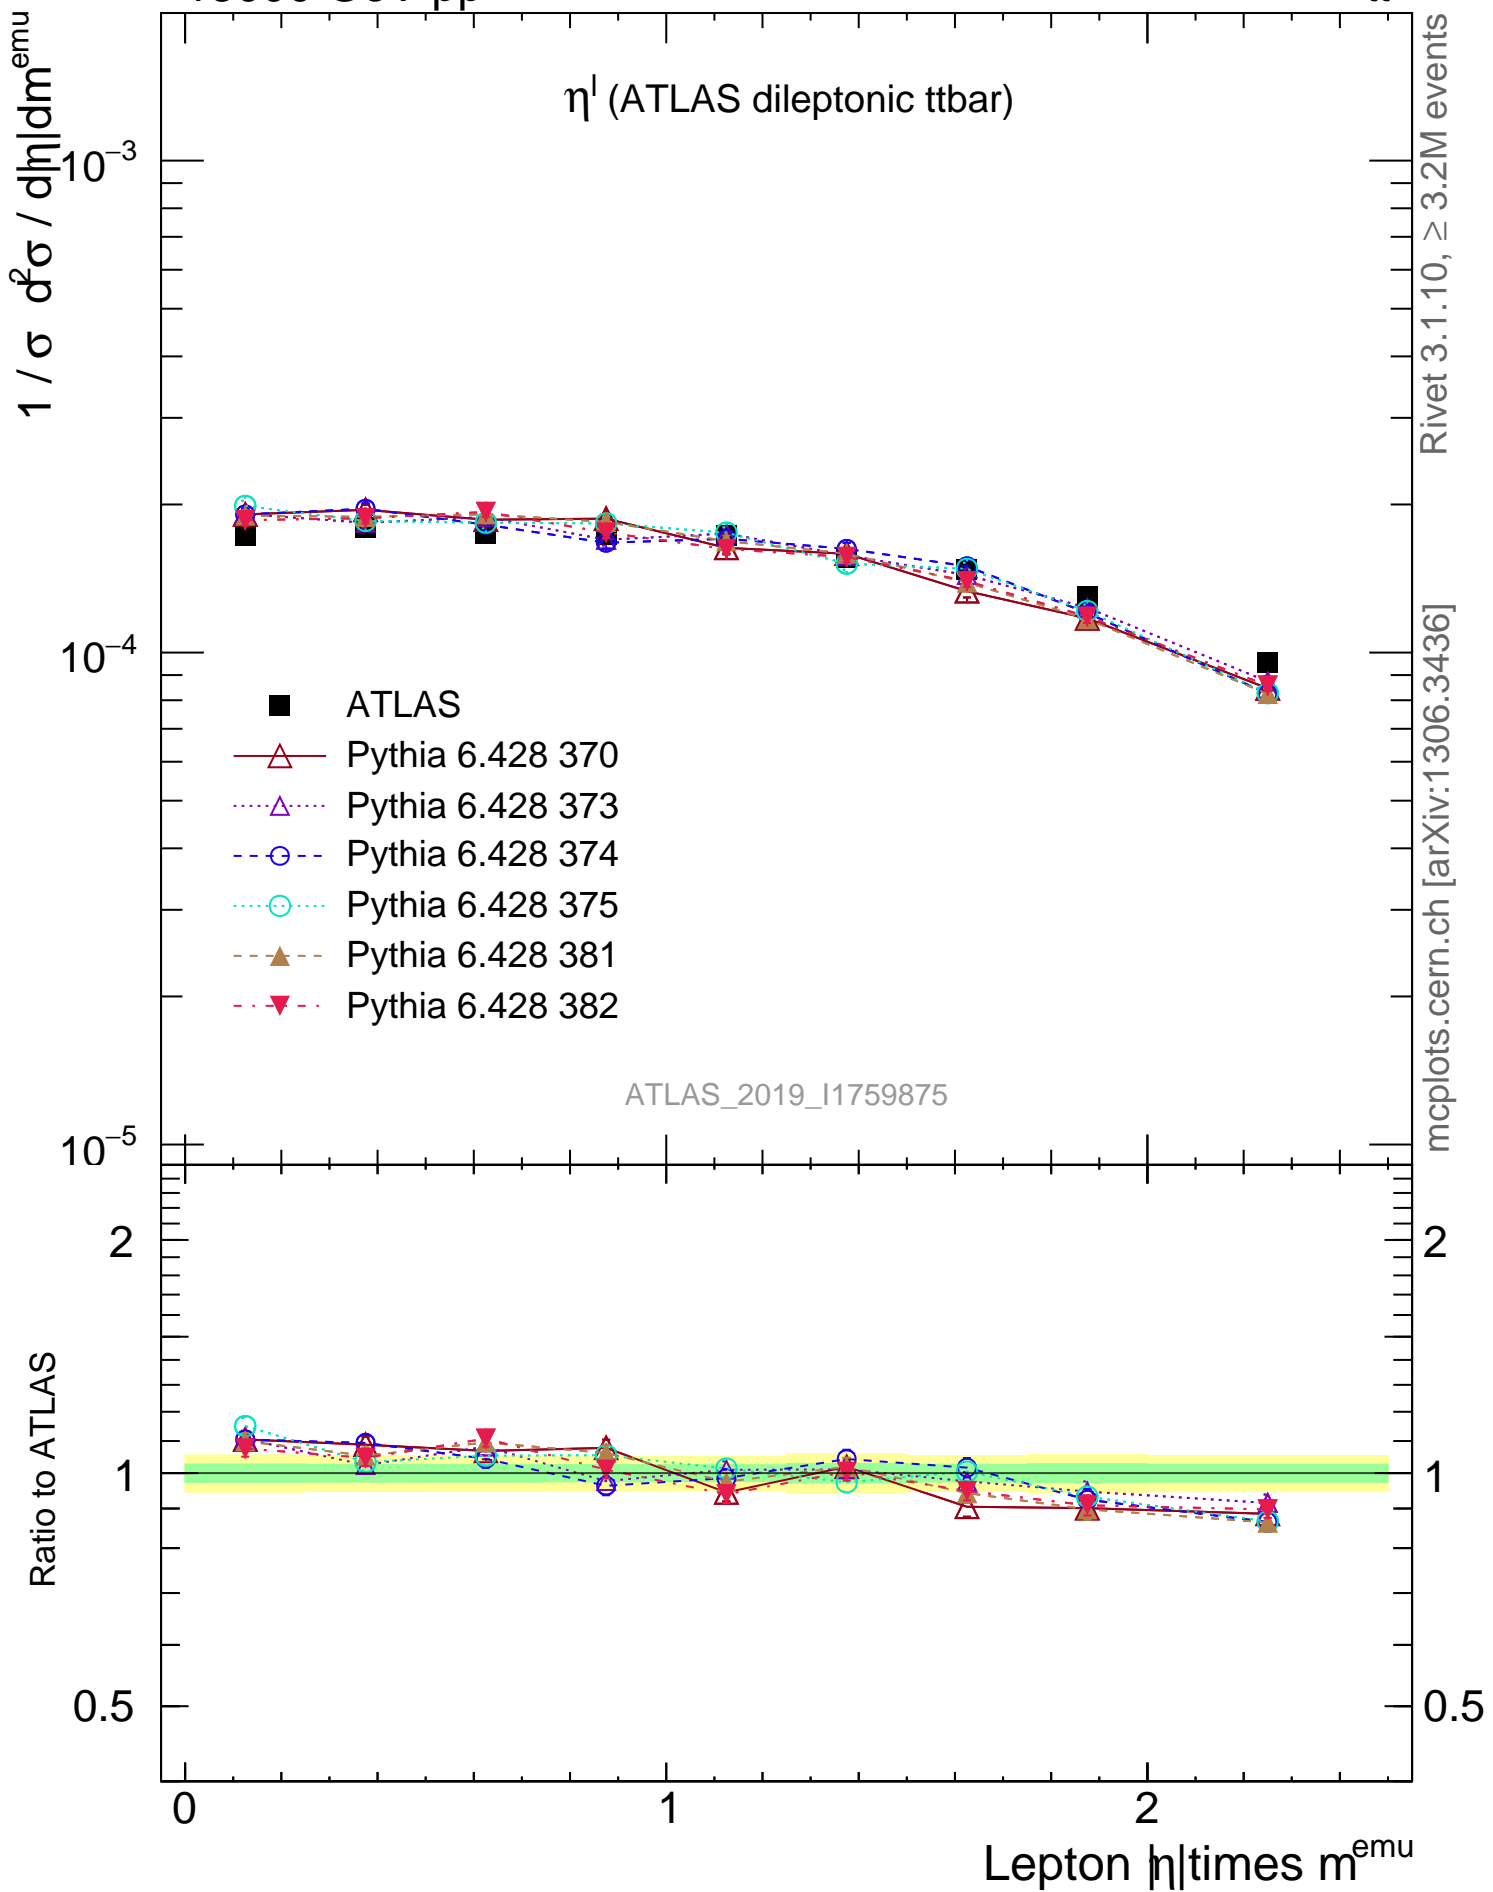 1 / σ d²σ / d|η|dm^emu
η^l (ATLAS dileptonic ttbar)
10^−3
10^−4
10^−5
ATLAS
Pythia 6.428 370
Pythia 6.428 373
Pythia 6.428 374
Pythia 6.428 375
Pythia 6.428 381
Pythia 6.428 382
ATLAS_2019_I1759875
Rivet 3.1.10, ≥ 3.2M events
mcplots.cern.ch [arXiv:1306.3436]
Ratio to ATLAS
2
1
0.5
2
1
0.5
0 1 2
Lepton |η|times m^emu